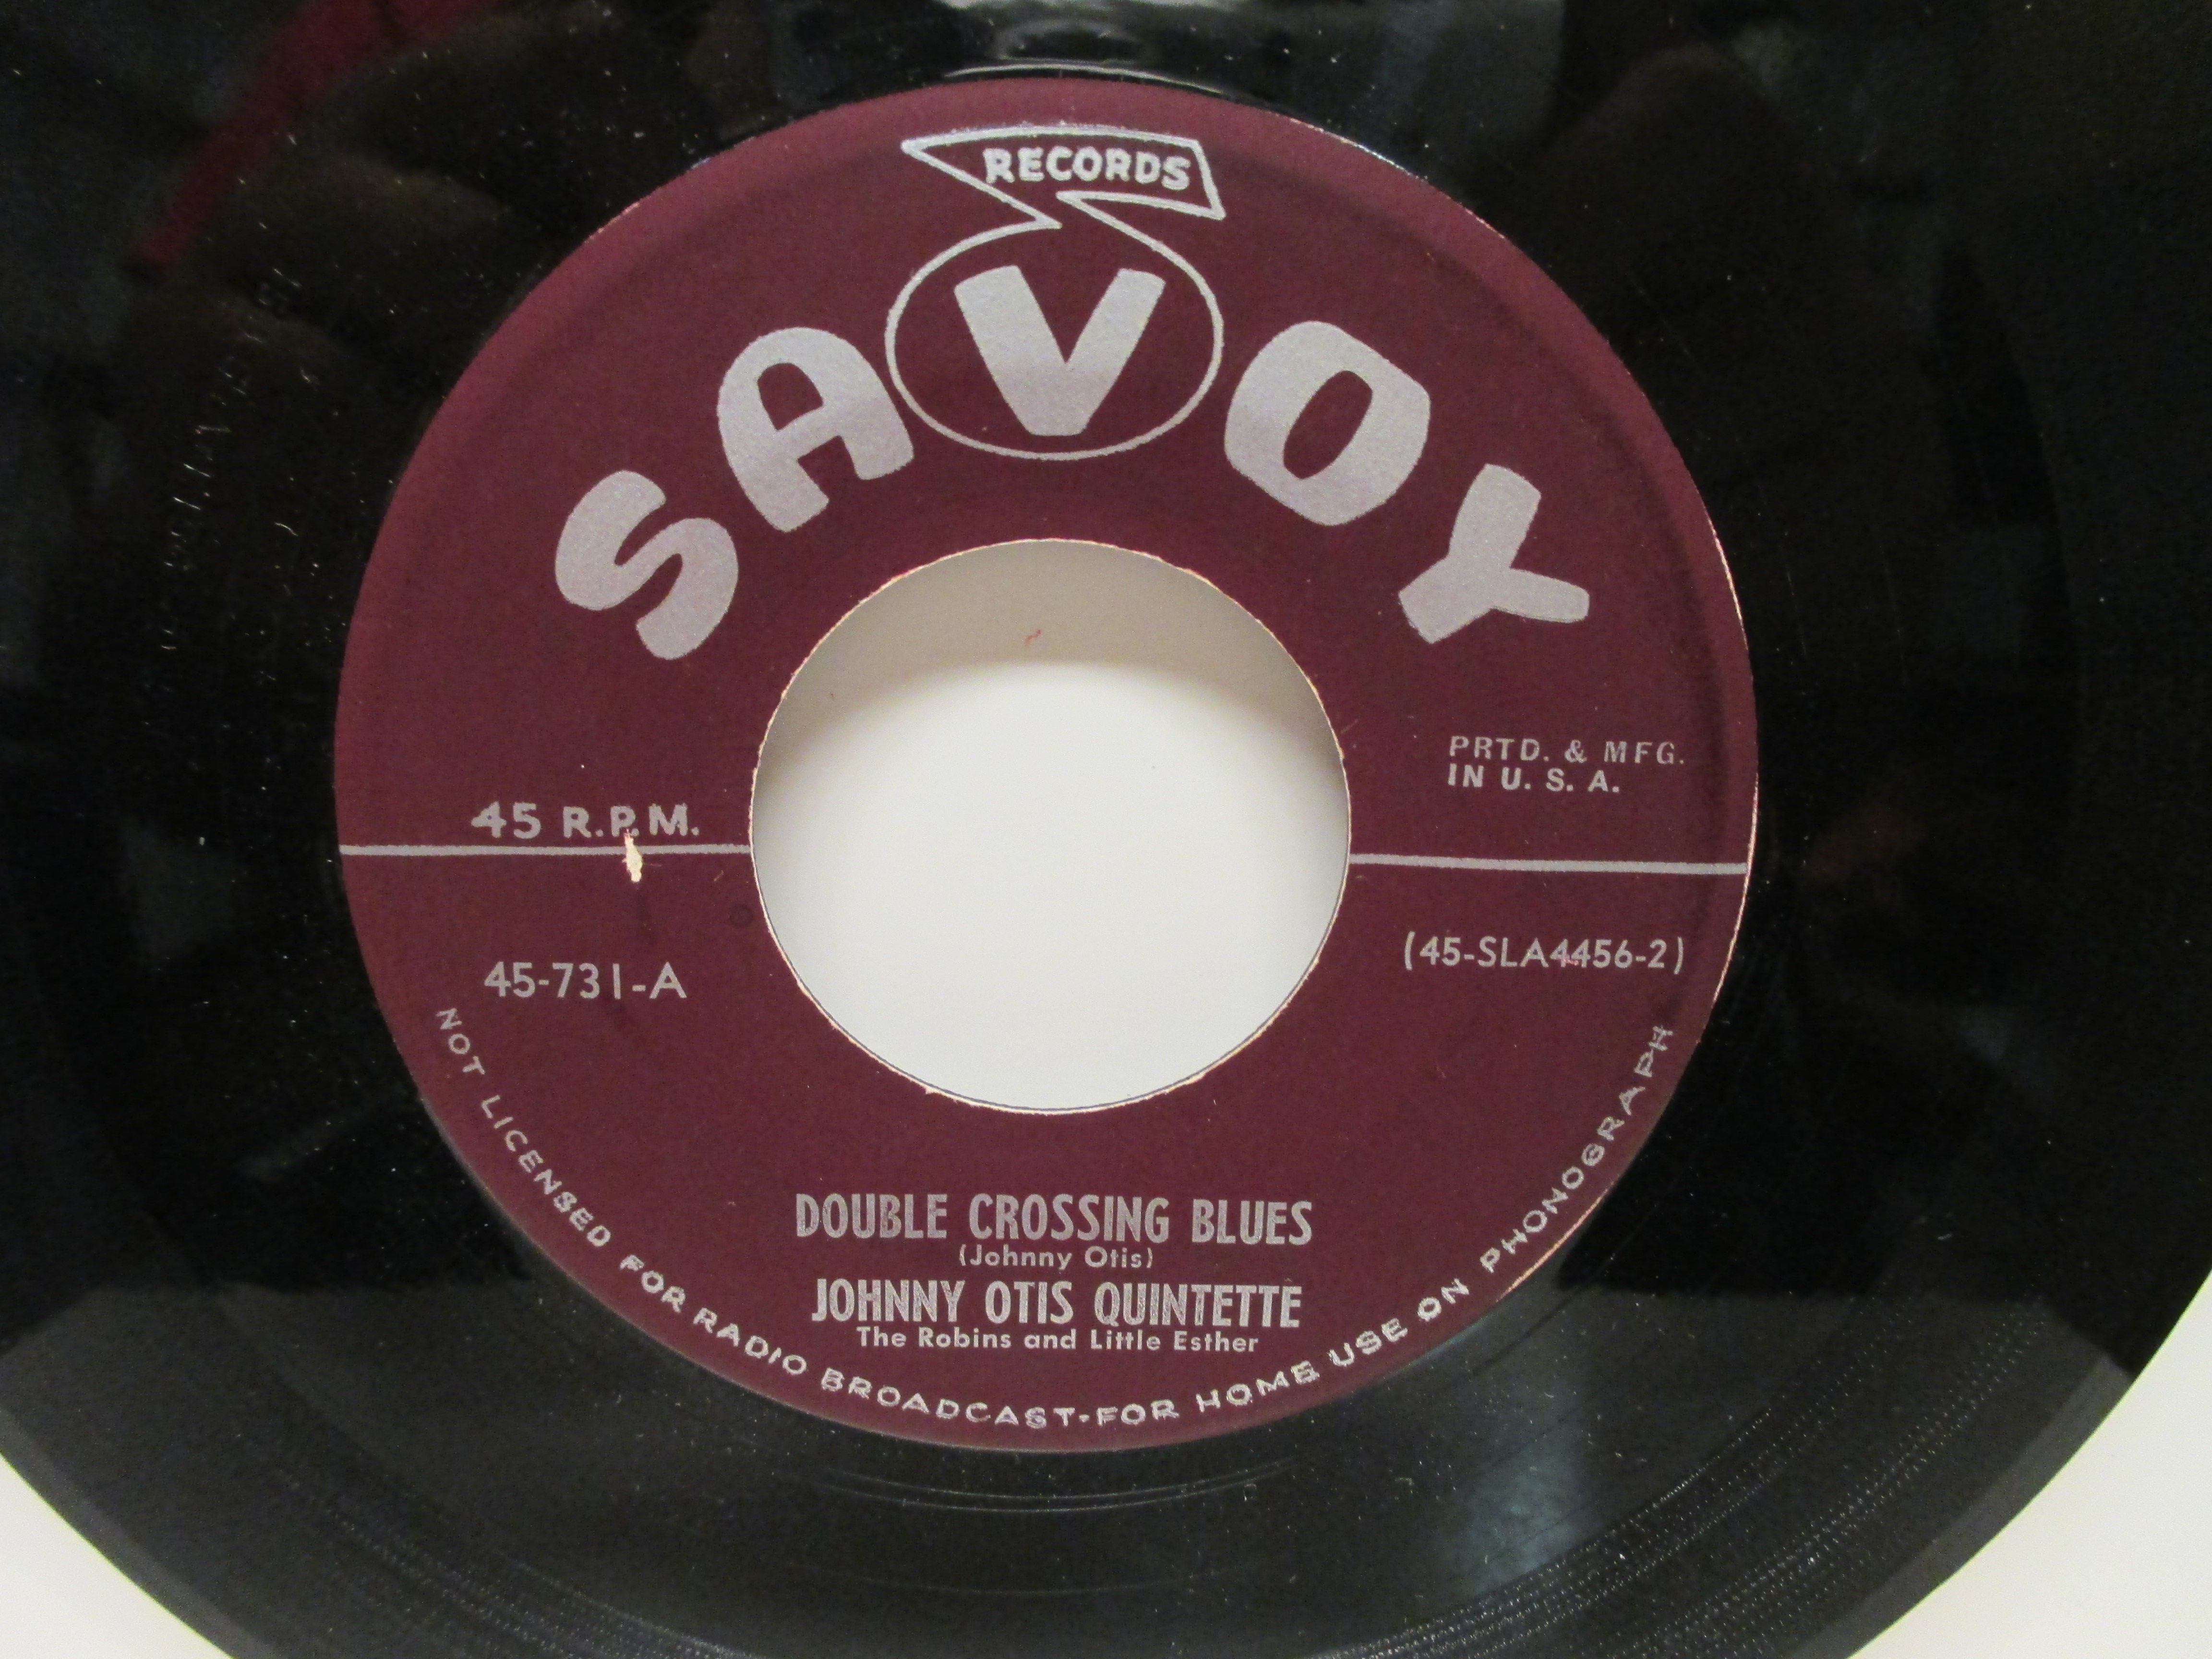 RECORDS
SAVOY
PRTD. & MFG.
IN U. S. A.
45 R.P.M.
45-731-A
(45-SLA4456-2)
DOUBLE CROSSING BLUES
(Johnny Otis)
JOHNNY OTIS QUINTETTE
The Robins and Little Esther
NOT LICENSED FOR RADIO BROADCAST-FOR HOME USE ON PHONOGRAPH